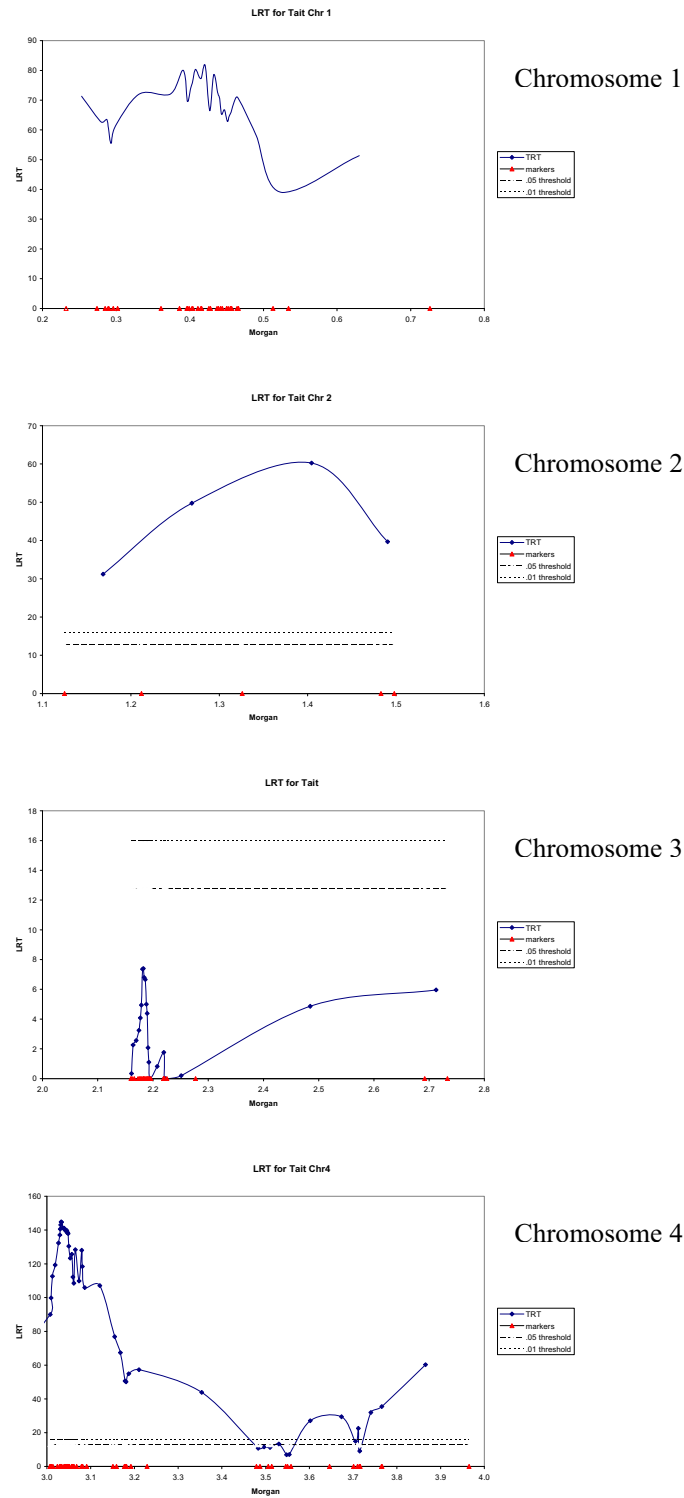 LRT for Tait Chr 1
Chromosome 1
90
80
70
60
50
40
30
20
10
0
LRT
0.2 0.3 0.4 0.5 0.6 0.7 0.8
Morgan
TRT
markers
.05 threshold
.01 threshold
LRT for Tait Chr 2
Chromosome 2
70
60
50
40
30
20
10
0
LRT
1.1 1.2 1.3 1.4 1.5 1.6
Morgan
TRT
markers
.05 threshold
.01 threshold
LRT for Tait
Chromosome 3
18
16
14
12
10
8
6
4
2
0
LRT
2.0 2.1 2.2 2.3 2.4 2.5 2.6 2.7 2.8
Morgan
TRT
markers
.05 threshold
.01 threshold
LRT for Tait Chr4
Chromosome 4
160
140
120
100
80
60
40
20
0
LRT
3.0 3.1 3.2 3.3 3.4 3.5 3.6 3.7 3.8 3.9 4.0
Morgan
TRT
markers
.05 threshold
.01 threshold